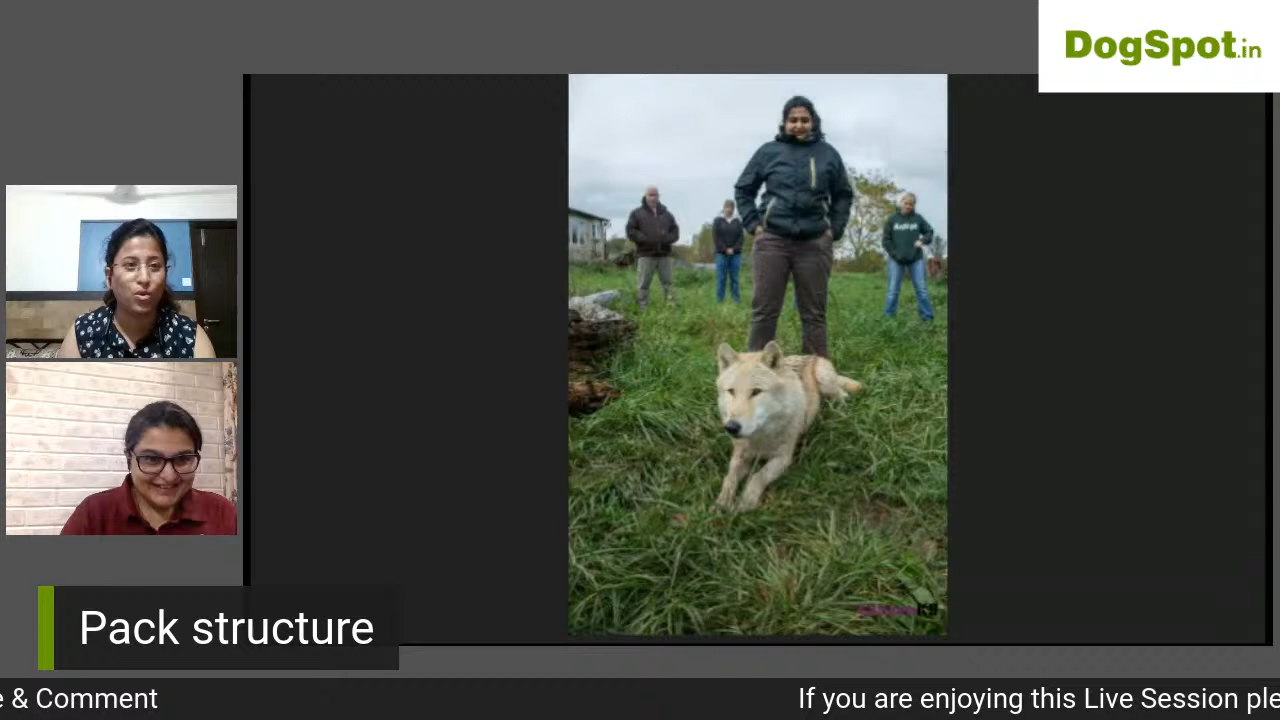 DogSpot.in
Pack structure
e & Comment
If you are enjoying this Live Session ple